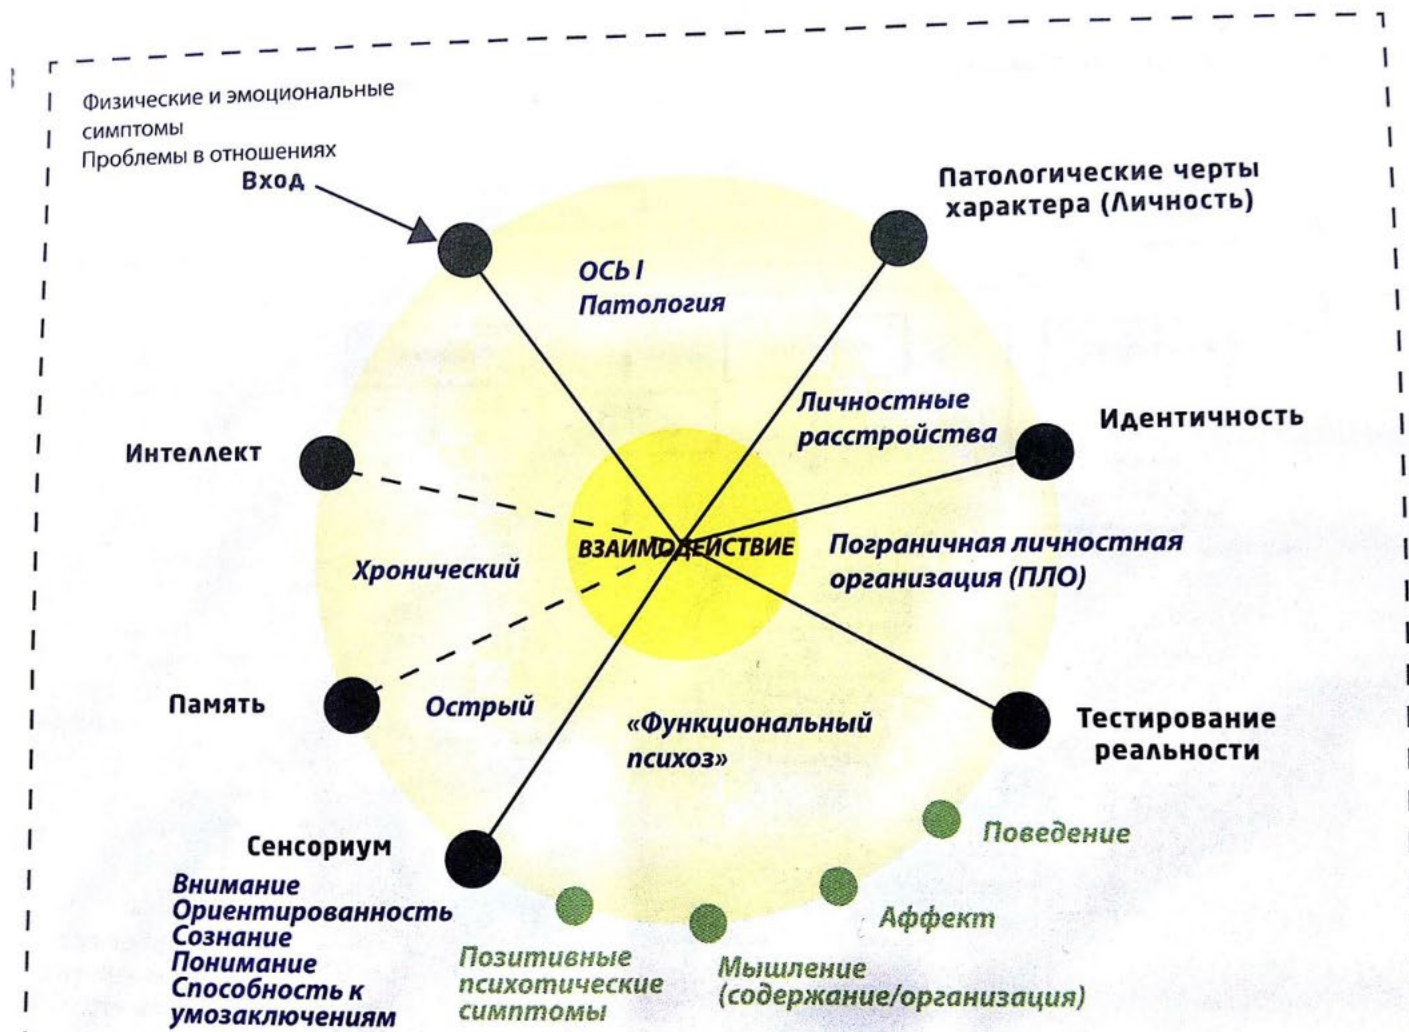 Физические и эмоциональные
симптомы
Проблемы в отношениях
Вход
Патологические черты
характера (Личность)
ОСЬ I
Патология
Личностные
расстройства
Идентичность
Интеллект
ВЗАИМОДЕЙСТВИЕ
Пограничная личностная
организация (ПЛО)
Хронический
Память
Острый
«Функциональный
психоз»
Тестирование
реальности
Поведение
Сенсориум
Внимание
Ориентированность
Сознание
Понимание
Способность к
умозаключениям
Аффект
Позитивные
психотические
симптомы
Мышление
(содержание/организация)